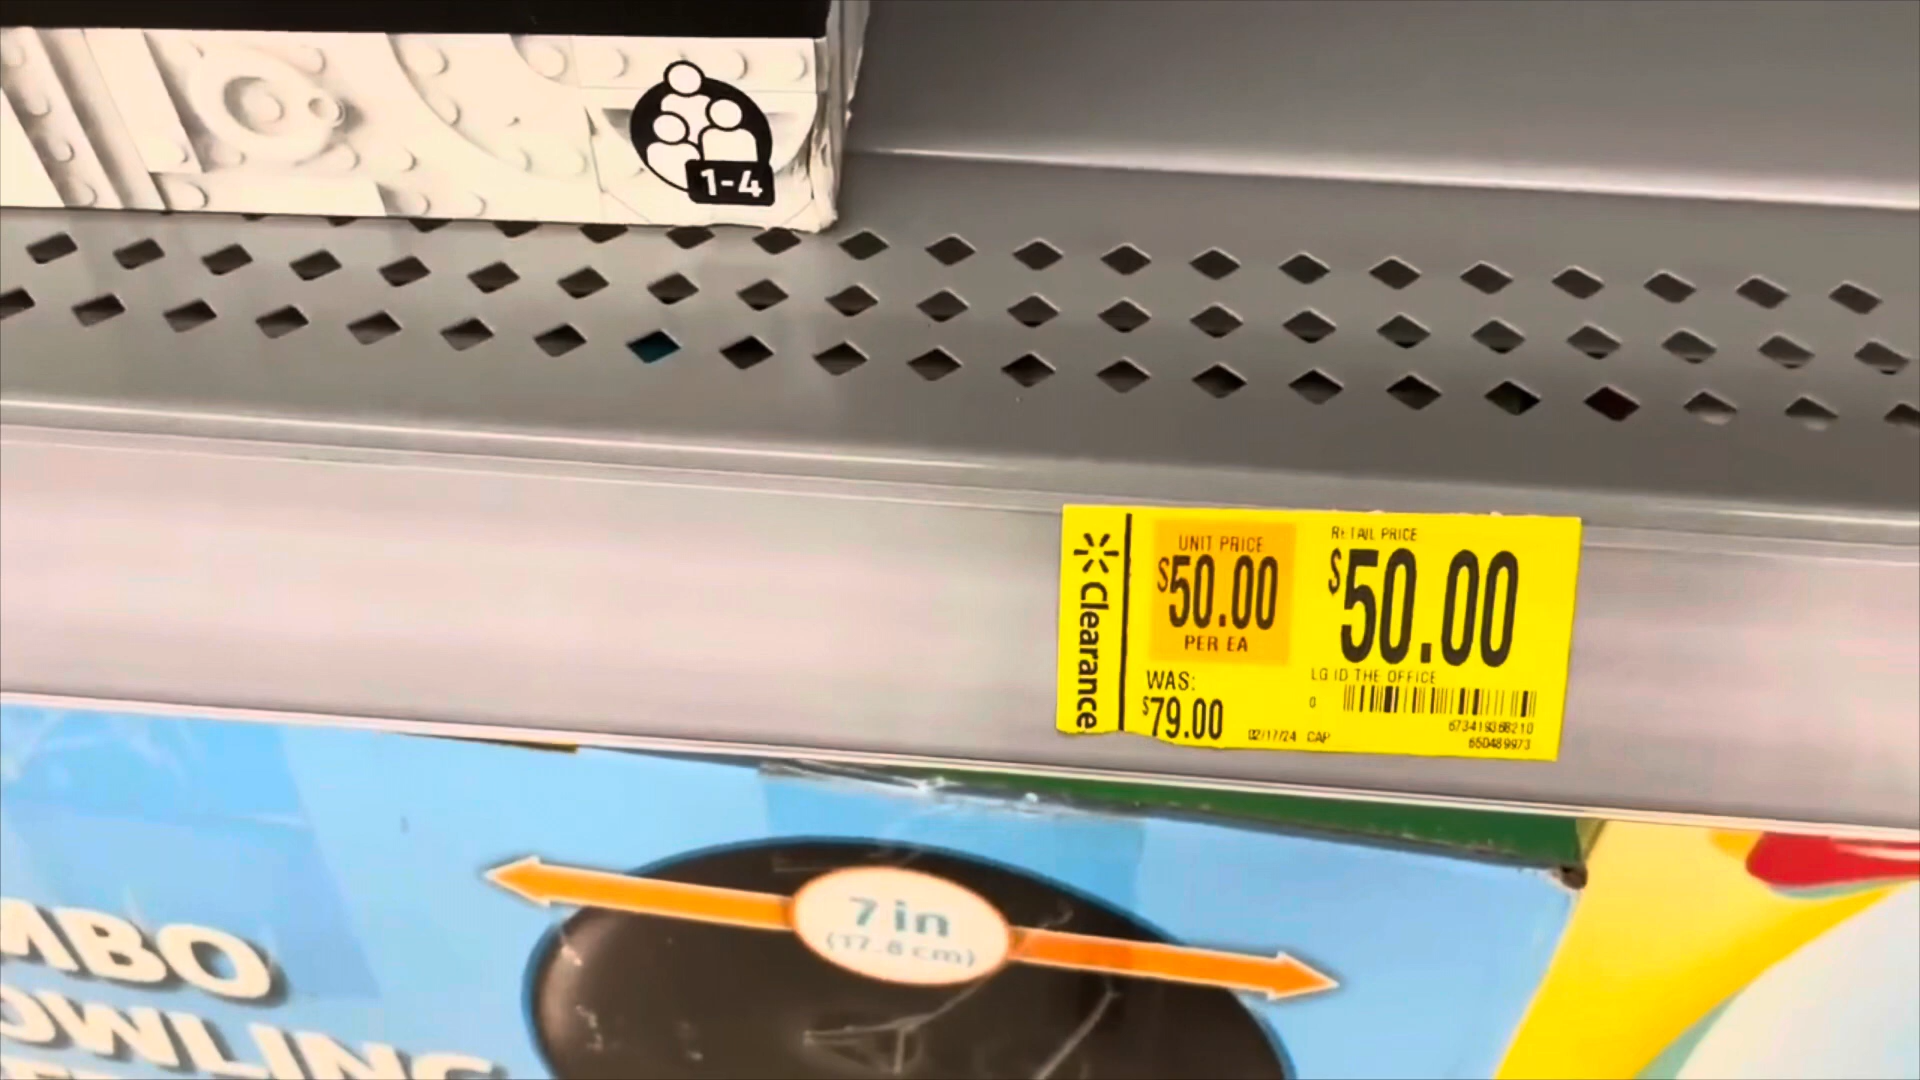 1-4
Clearance
UNIT PRICE
$50.00
PER EA
WAS:
$79.00
RETAIL PRICE
$50.00
LG ID THE OFFICE
0
673419368210
02/17/24 CAP
650489973
7 in
(17.8 cm)
MBO
OWLING